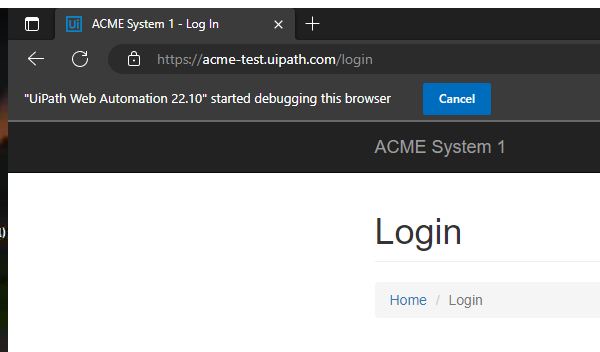 Ui ACME System 1 - Log In
https://acme-test.uipath.com/login
"UiPath Web Automation 22.10" started debugging this browser Cancel
ACME System 1
Login
Home / Login